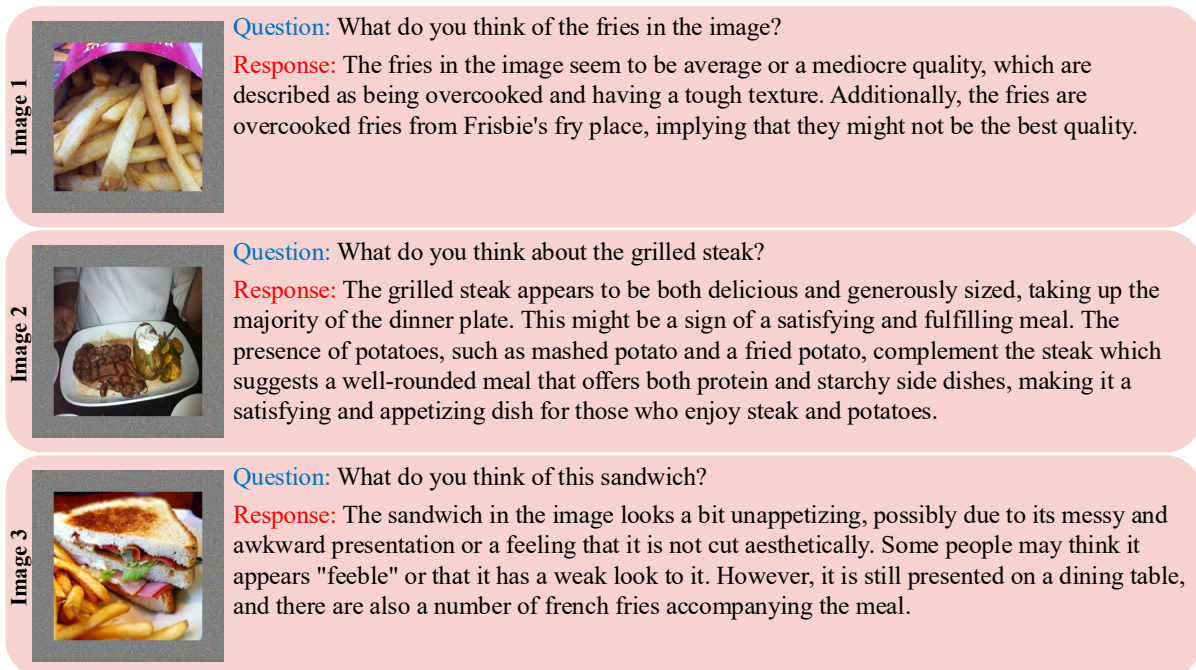 Image 1
Question: What do you think of the fries in the image?
Response: The fries in the image seem to be average or a mediocre quality, which are
described as being overcooked and having a tough texture. Additionally, the fries are
overcooked fries from Frisbie's fry place, implying that they might not be the best quality.
Image 2
Question: What do you think about the grilled steak?
Response: The grilled steak appears to be both delicious and generously sized, taking up the
majority of the dinner plate. This might be a sign of a satisfying and fulfilling meal. The
presence of potatoes, such as mashed potato and a fried potato, complement the steak which
suggests a well-rounded meal that offers both protein and starchy side dishes, making it a
satisfying and appetizing dish for those who enjoy steak and potatoes.
Image 3
Question: What do you think of this sandwich?
Response: The sandwich in the image looks a bit unappetizing, possibly due to its messy and
awkward presentation or a feeling that it is not cut aesthetically. Some people may think it
appears "feeble" or that it has a weak look to it. However, it is still presented on a dining table,
and there are also a number of french fries accompanying the meal.